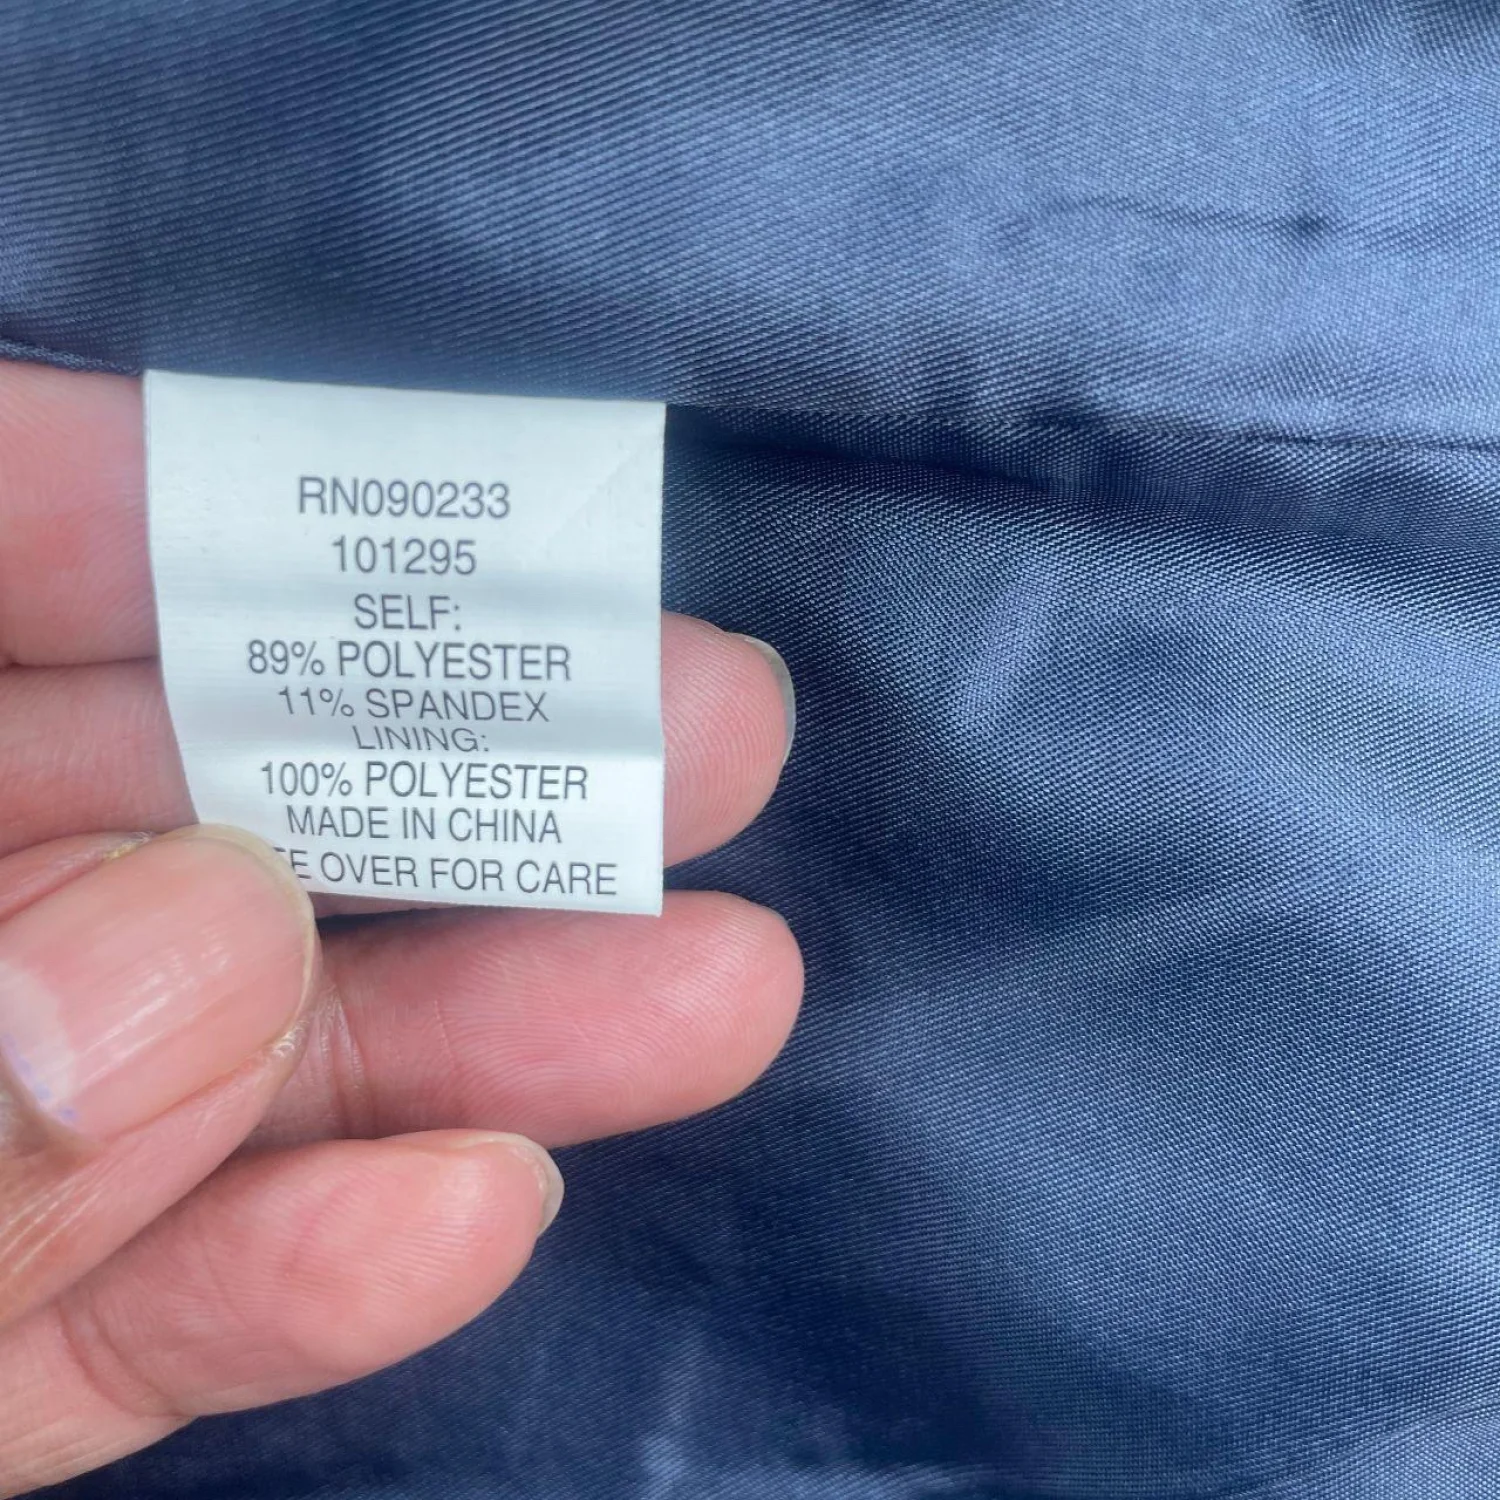 RN090233
101295
SELF:
89% POLYESTER
11% SPANDEX
LINING:
100% POLYESTER
MADE IN CHINA
OVER FOR CARE